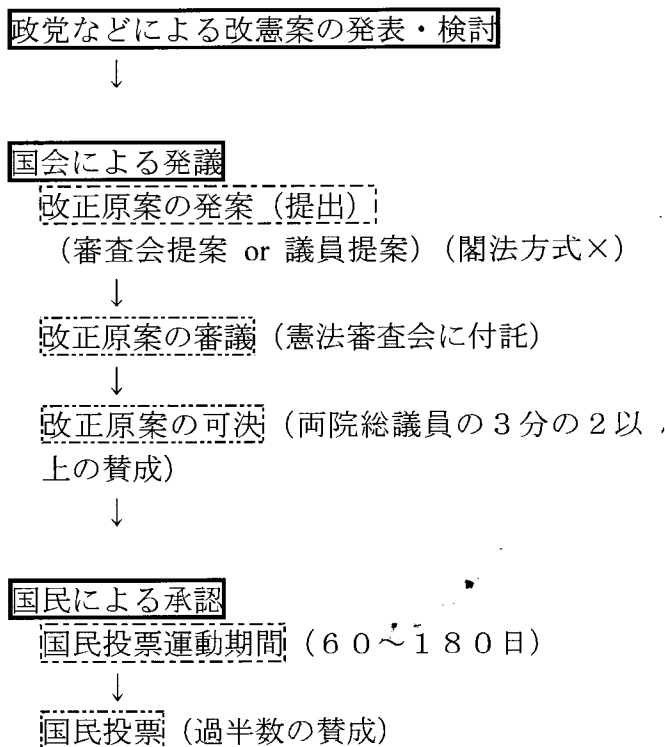 政党などによる改憲案の発表・検討
↓
国会による発議
改正原案の発案（提出）
（審査会提案 or 議員提案）（閣法方式×）
↓
改正原案の審議（憲法審査会に付託）
↓
改正原案の可決（両院総議員の３分の２以
上の賛成）
↓
国民による承認
国民投票運動期間（６０～１８０日）
↓
国民投票（過半数の賛成）